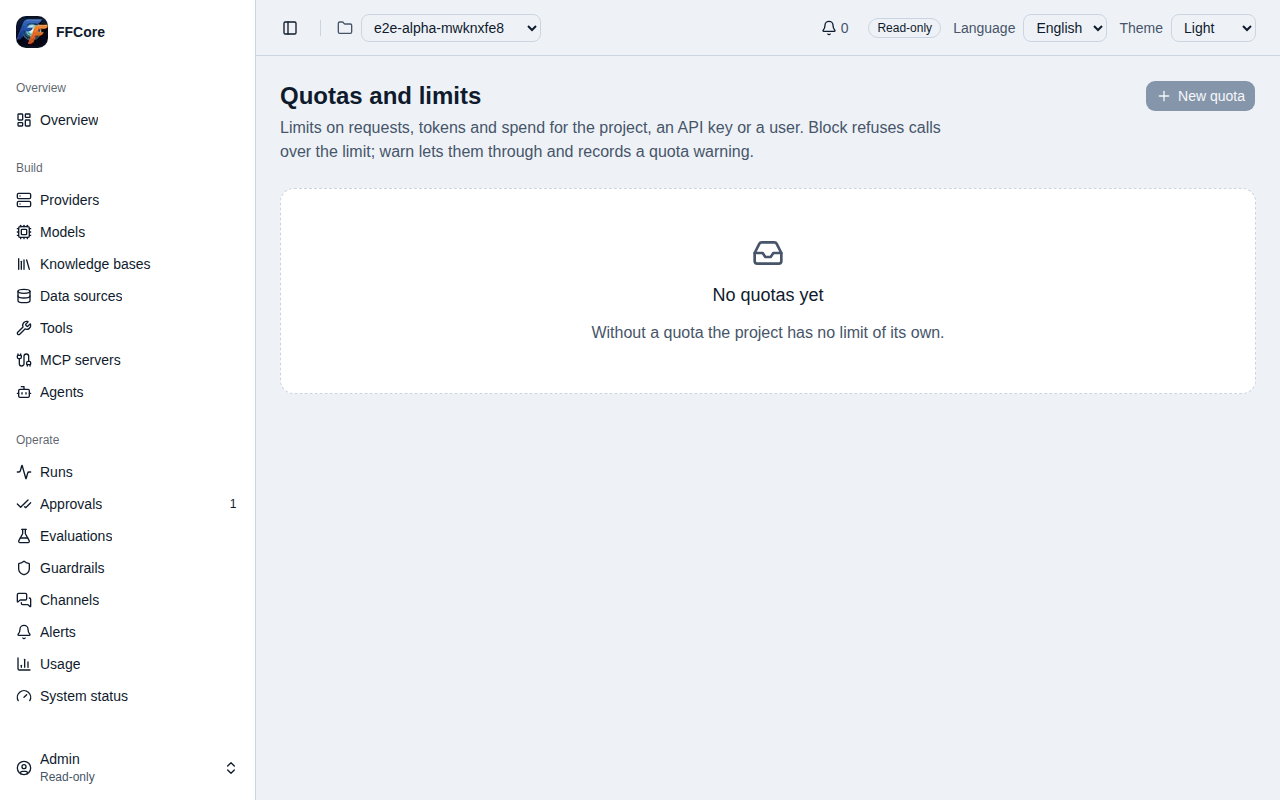 FFCore
Overview
Overview
Build
Providers
Models
Knowledge bases
Data sources
Tools
MCP servers
Agents
Operate
Runs
Approvals 1
Evaluations
Guardrails
Channels
Alerts
Usage
System status
Admin
Read-only
e2e-alpha-mwknxfe8
0 Read-only Language English Theme Light
Quotas and limits
New quota
Limits on requests, tokens and spend for the project, an API key or a user. Block refuses calls
over the limit; warn lets them through and records a quota warning.
No quotas yet
Without a quota the project has no limit of its own.